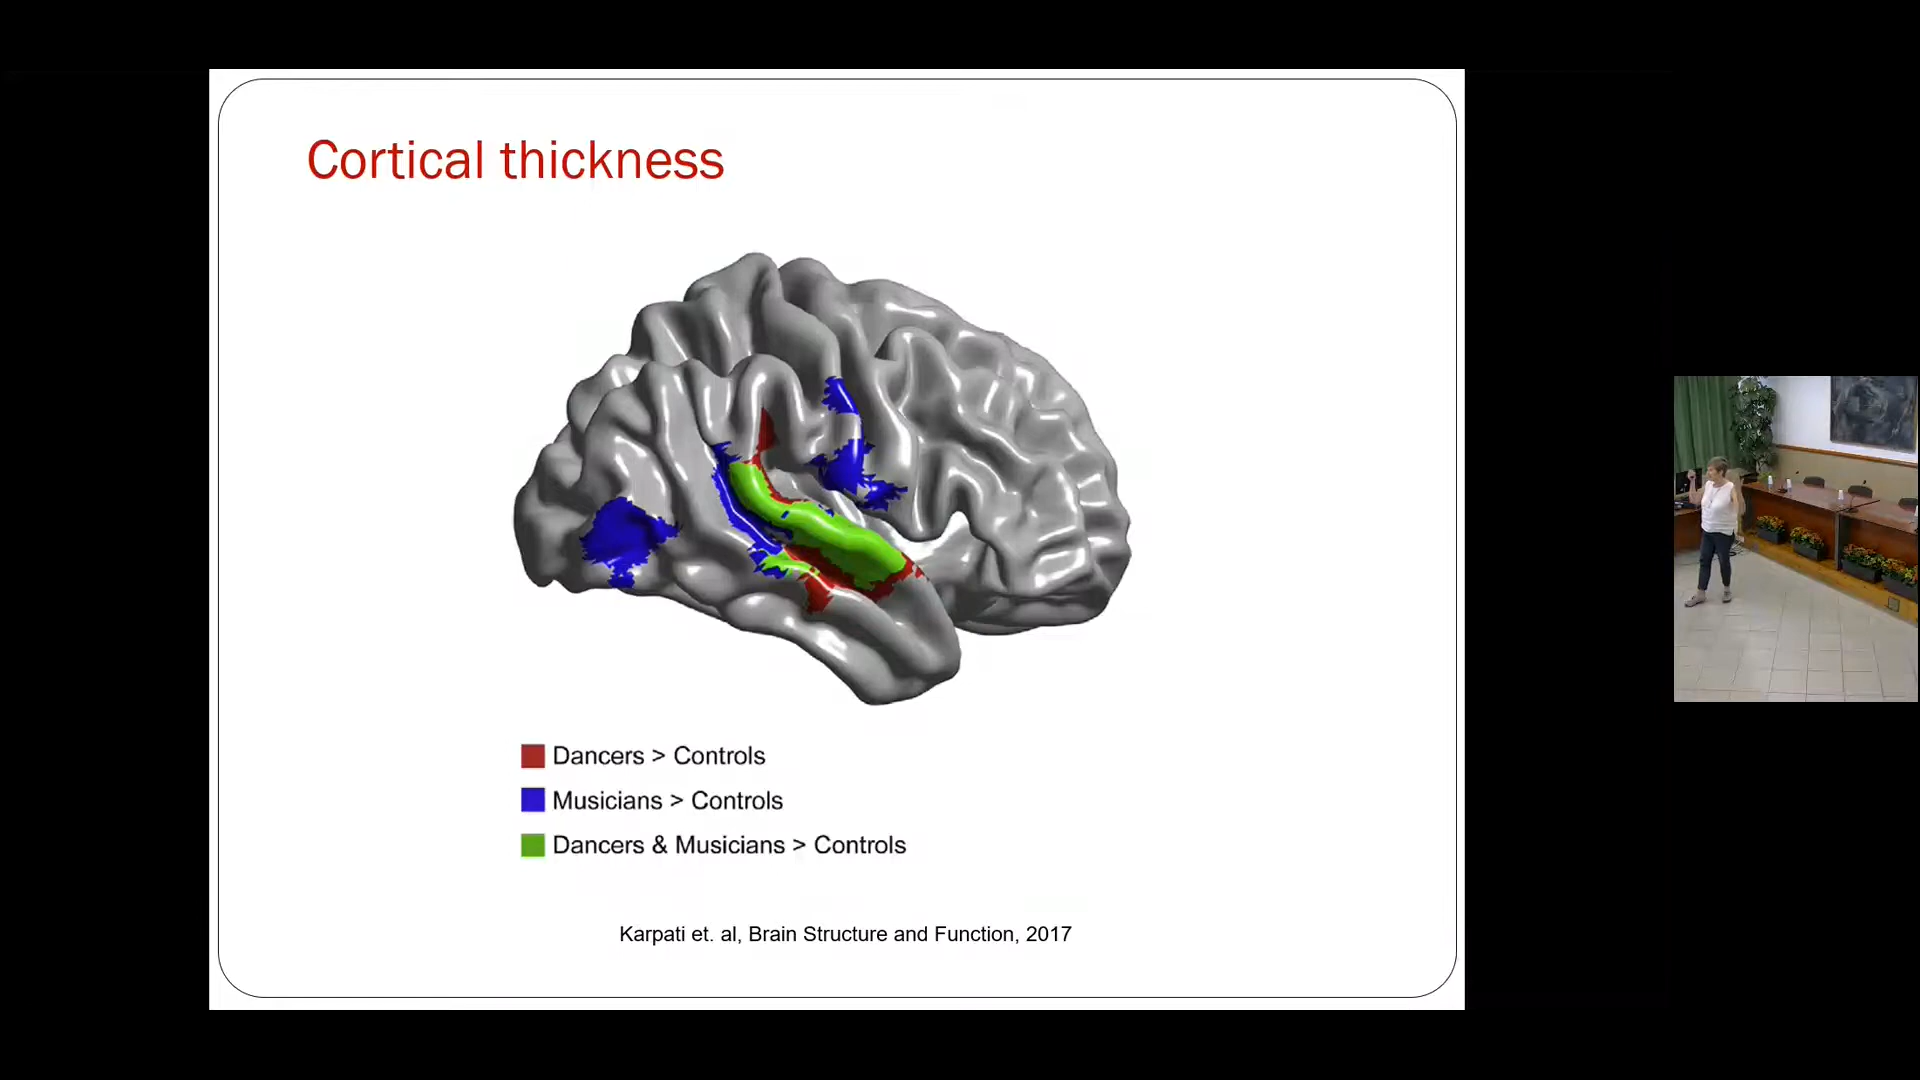 Cortical thickness
Dancers > Controls
Musicians > Controls
Dancers & Musicians > Controls
Karpati et. al, Brain Structure and Function, 2017